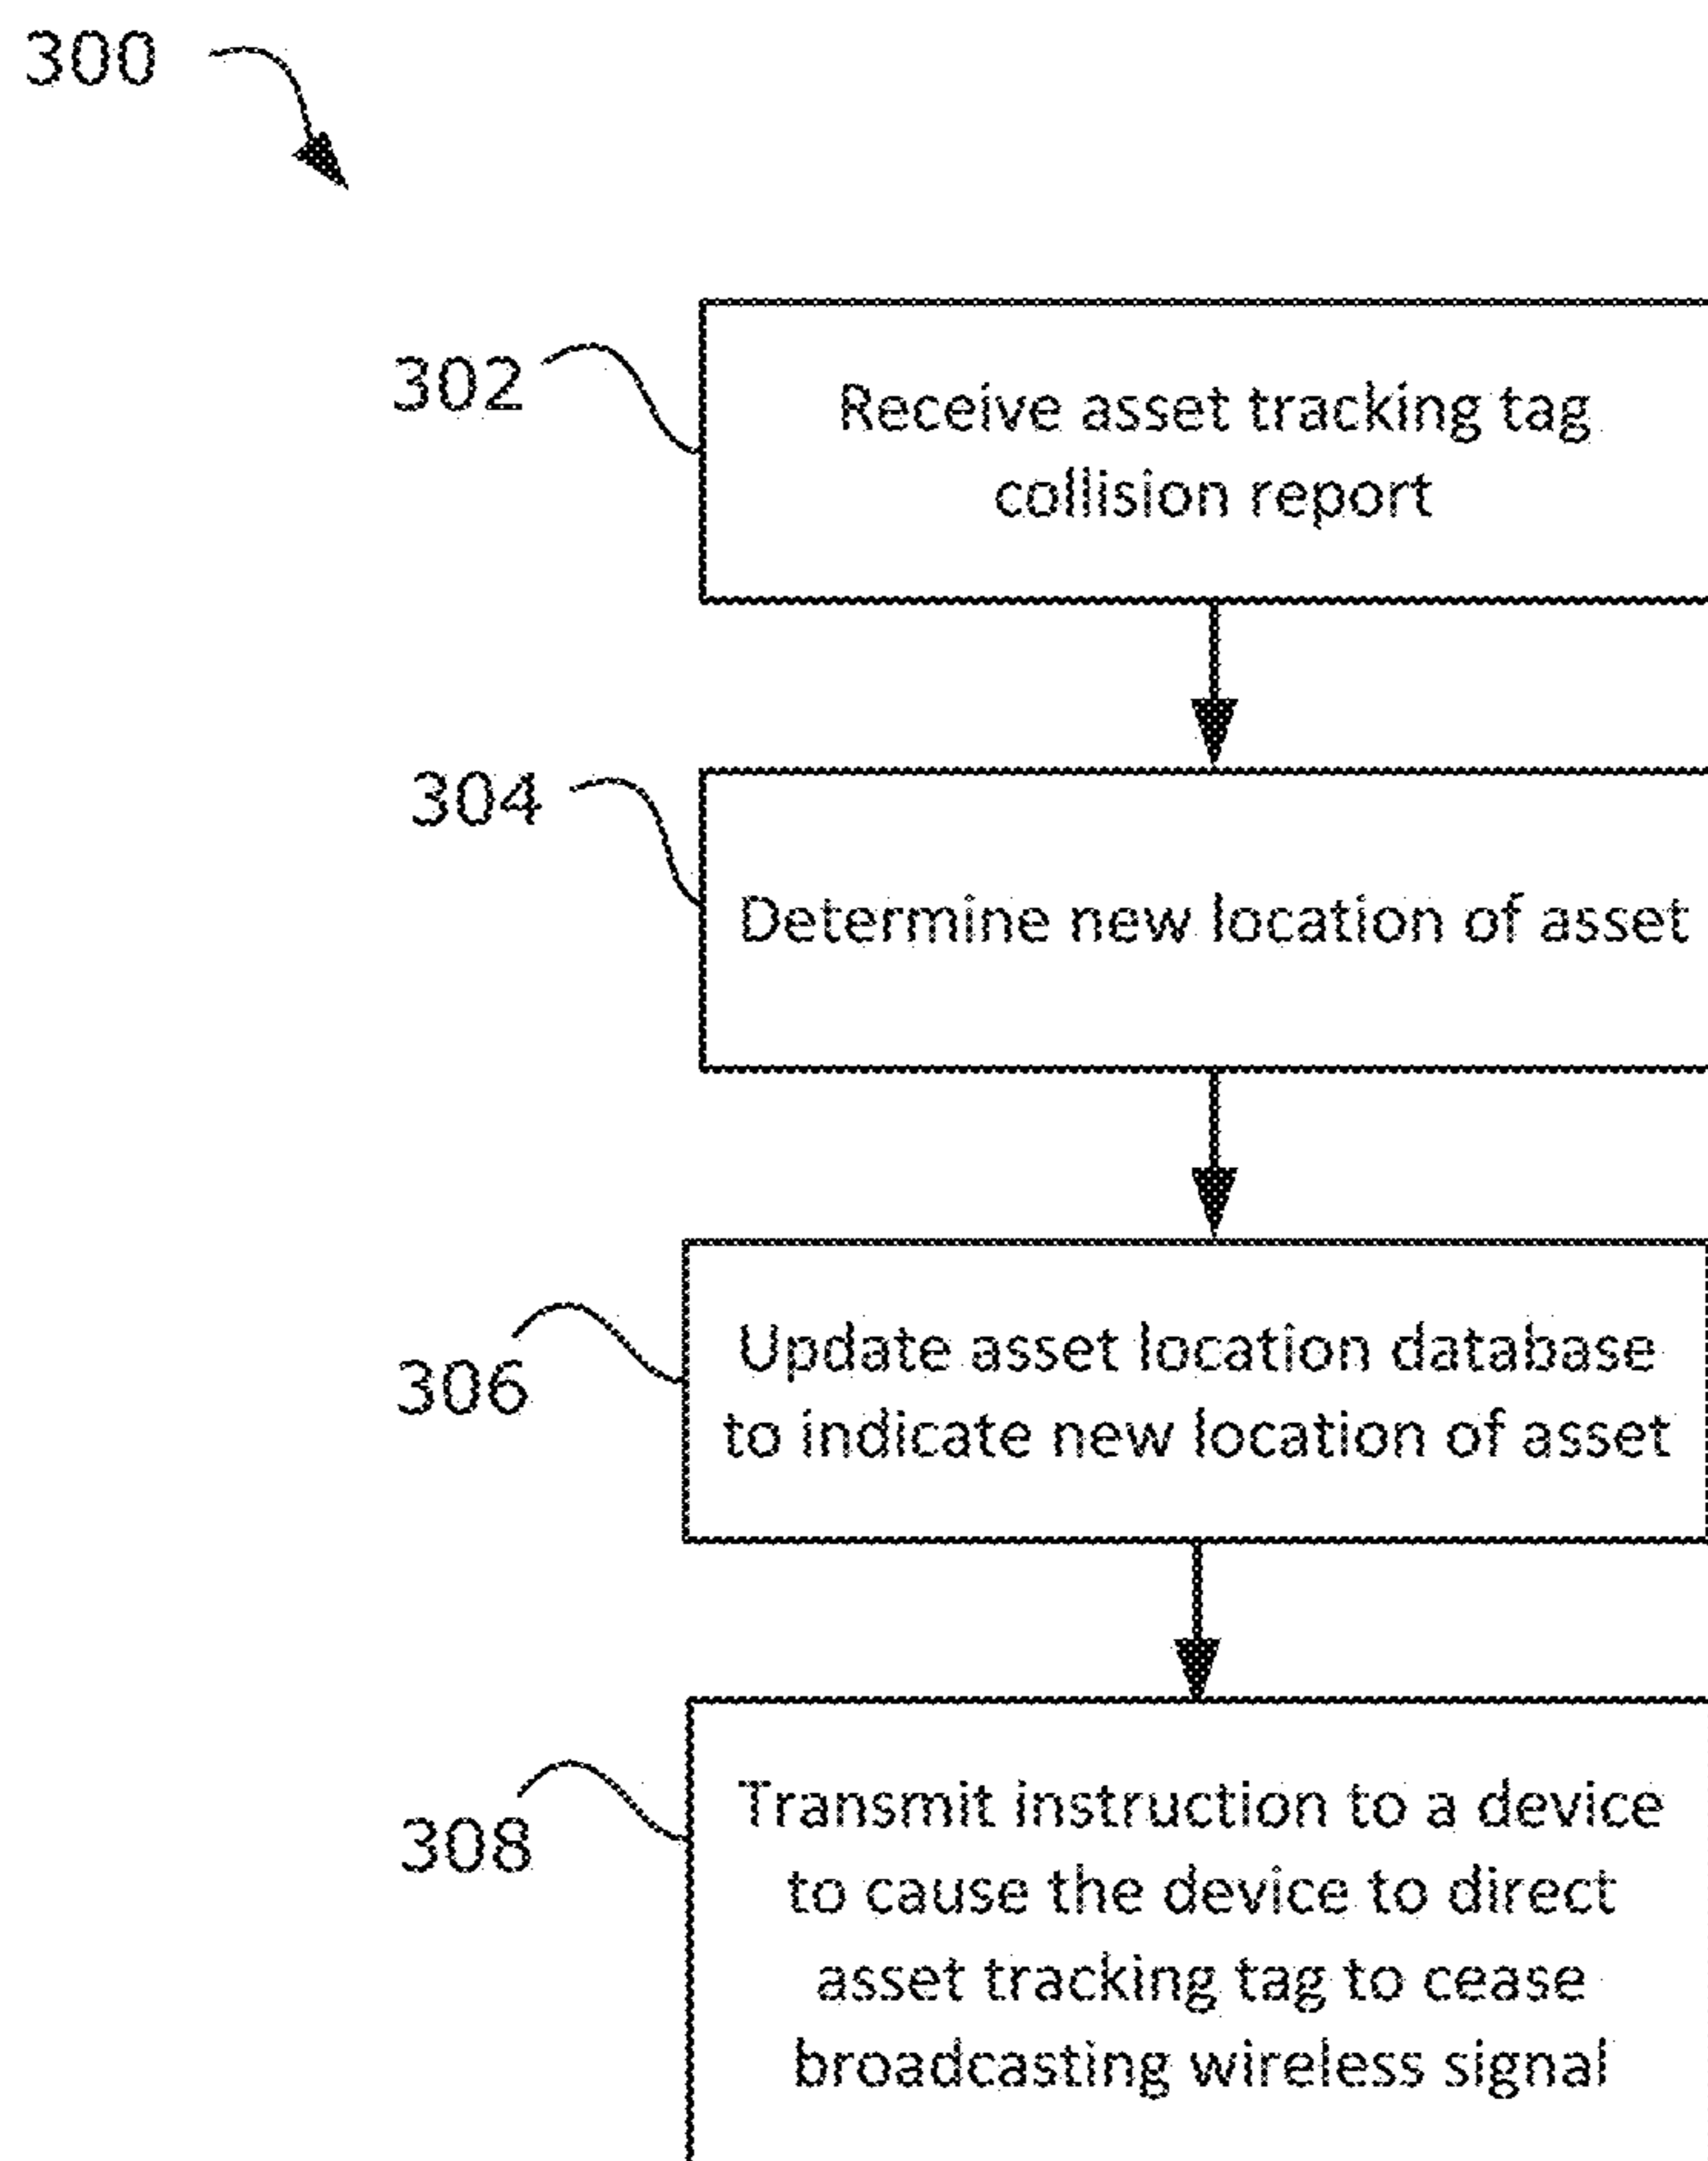 300
302
Receive asset tracking tag
collision report
304
Determine new location of asset
306
Update asset location database
to indicate new location of asset
308
Transmit instruction to a device
to cause the device to direct
asset tracking tag to cease
broadcasting wireless signal